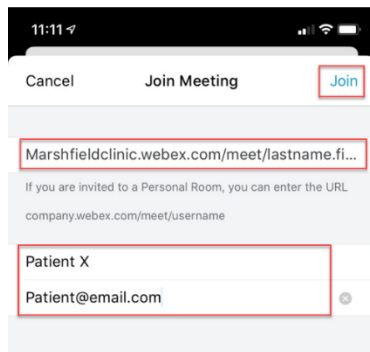 11:11
Cancel Join Meeting Join
Marshfieldclinic.webex.com/meet/lastname.fi...
If you are invited to a Personal Room, you can enter the URL
company.webex.com/meet/username
Patient X
Patient@email.com